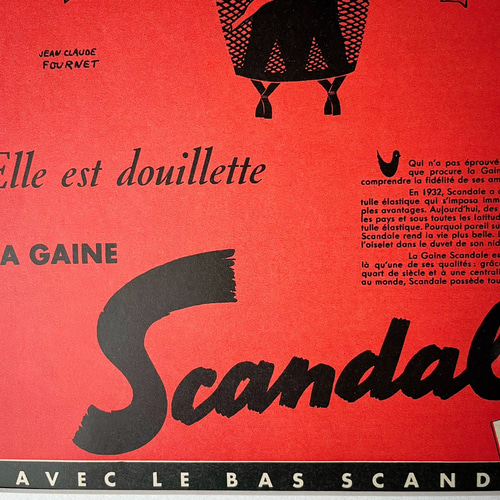 JEAN CLAUDE
FOURNET
Elle est douillette
Qui n'a pas éprouvé
que procure la Gain
comprendre la fidélité de ses am
En 1932, Scandale a
tulle élastique qui s'imposa imm
ples avantages. Aujourd'hui, des
les pays et sous toutes les latitud
tulle élastique. Pourquoi pareil su
Scandale rend la vie plus belle.
l'oiselet dans le duvet de son nid
La Gaine Scandale es
là qu'une de ses qualités : grâc
quart de siècle et à une central
au monde, Scandale possède tou
A GAINE
Scandal
AVEC LE BAS SCAND